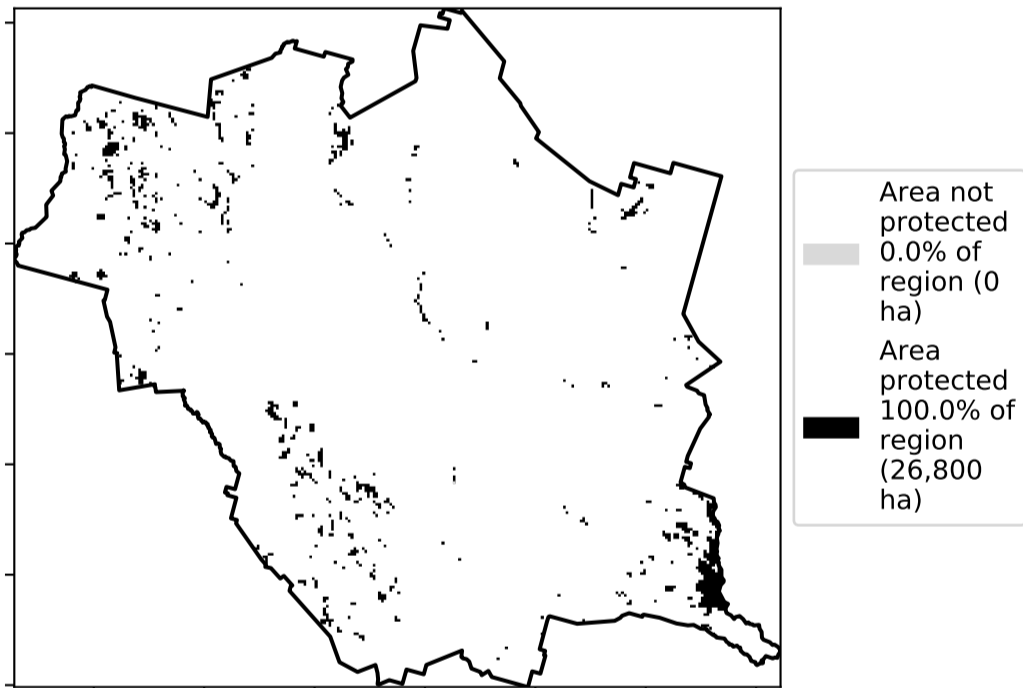 Area not
protected
0.0% of
region (0
ha)
Area
protected
100.0% of
region
(26,800
ha)